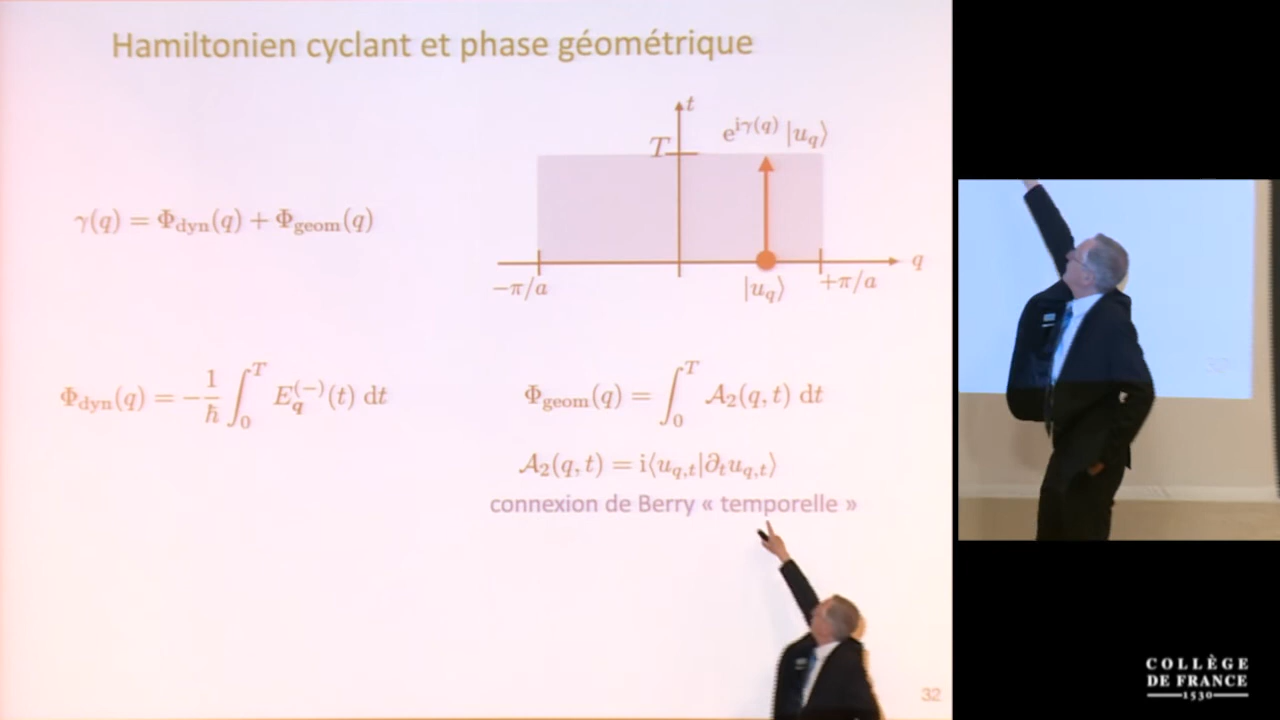 Hamiltonien cyclant et phase géométrique
t
T
e^{iγ(q)} |u_q⟩
γ(q) = Φ_dyn(q) + Φ_geom(q)
q
−π/a
|u_q⟩
+π/a
Φ_dyn(q) = −1/ħ ∫_0^T E_q^{(−)}(t) dt
Φ_geom(q) = ∫_0^T 𝒜_2(q, t) dt
𝒜_2(q, t) = i⟨u_{q,t}|∂_t u_{q,t}⟩
connexion de Berry « temporelle »
32
COLLÈGE
DE FRANCE
1530